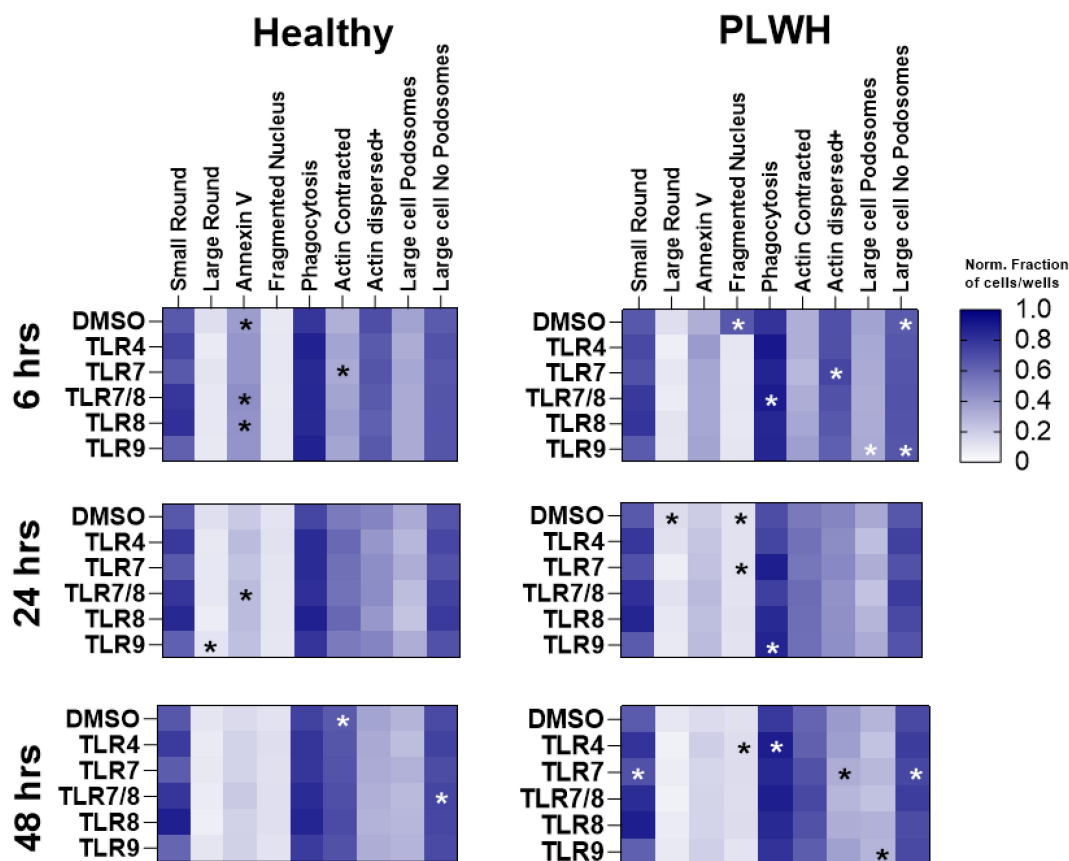 Healthy
PLWH
Small Round
Large Round
Annexin V
Fragmented Nucleus
Phagocytosis
Actin Contracted
Actin dispersed+
Large cell Podosomes
Large cell No Podosomes
Small Round
Large Round
Annexin V
Fragmented Nucleus
Phagocytosis
Actin Contracted
Actin dispersed+
Large cell Podosomes
Large cell No Podosomes
Norm. Fraction
of cells/wells
1.0
0.8
0.6
0.4
0.2
0
6 hrs
DMSO
TLR4
TLR7
TLR7/8
TLR8
TLR9
DMSO
TLR4
TLR7
TLR7/8
TLR8
TLR9
24 hrs
DMSO
TLR4
TLR7
TLR7/8
TLR8
TLR9
DMSO
TLR4
TLR7
TLR7/8
TLR8
TLR9
48 hrs
DMSO
TLR4
TLR7
TLR7/8
TLR8
TLR9
DMSO
TLR4
TLR7
TLR7/8
TLR8
TLR9